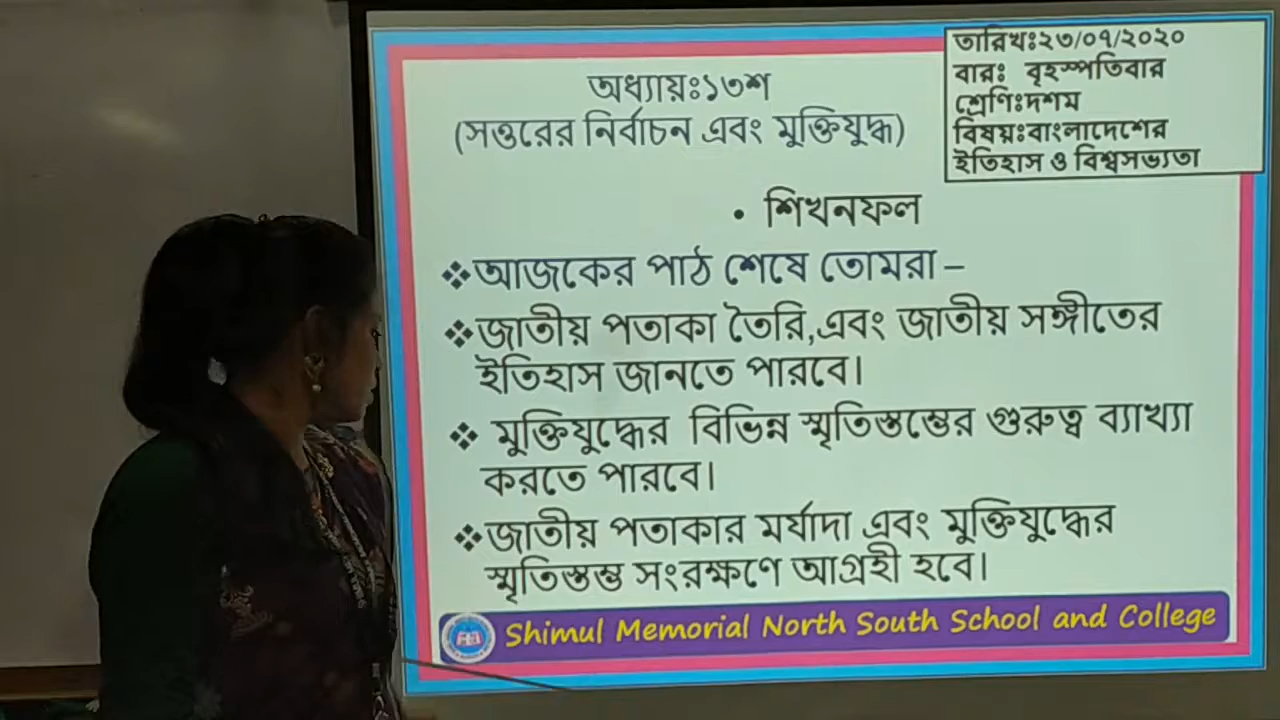 তারিখঃ২৩/০৭/২০২০
বারঃ বৃহস্পতিবার
শ্রেণিঃদশম
বিষয়ঃবাংলাদেশের
ইতিহাস ও বিশ্বসভ্যতা
অধ্যায়ঃ১৩শ
(সত্তরের নির্বাচন এবং মুক্তিযুদ্ধ)
• শিখনফল
❖আজকের পাঠ শেষে তোমরা–
❖জাতীয় পতাকা তৈরি,এবং জাতীয় সঙ্গীতের
ইতিহাস জানতে পারবে।
❖ মুক্তিযুদ্ধের বিভিন্ন স্মৃতিস্তম্ভের গুরুত্ব ব্যাখ্যা
করতে পারবে।
❖জাতীয় পতাকার মর্যাদা এবং মুক্তিযুদ্ধের
স্মৃতিস্তম্ভ সংরক্ষণে আগ্রহী হবে।
Shimul Memorial North South School and College